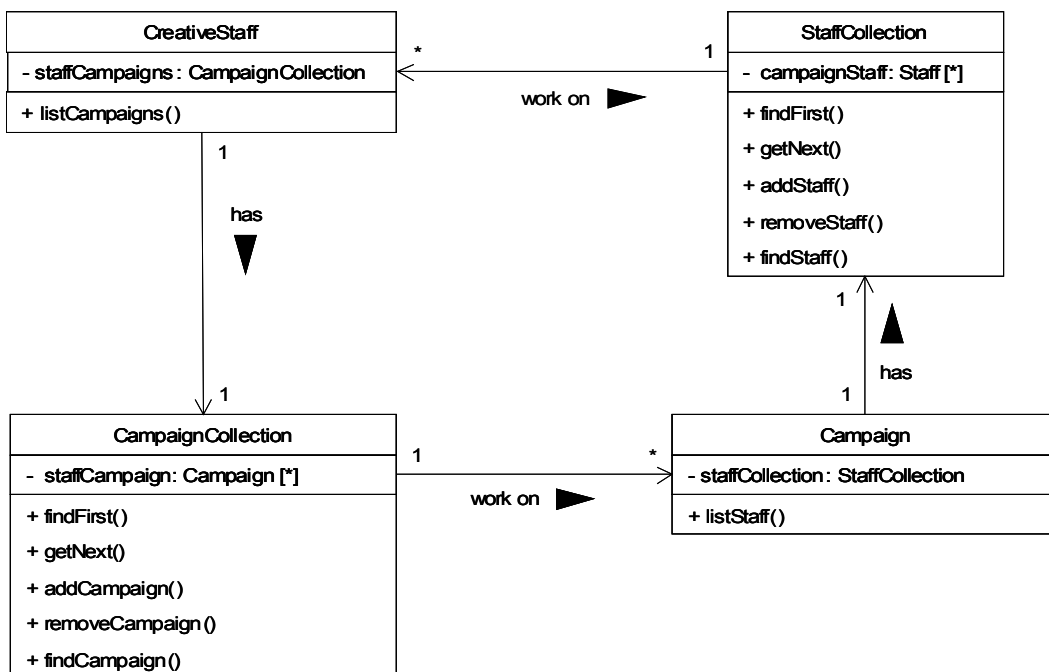 CreativeStaff
- staffCampaigns: CampaignCollection
+ listCampaigns()
*
1
work on
StaffCollection
- campaignStaff: Staff [*]
+ findFirst()
+ getNext()
+ addStaff()
+ removeStaff()
+ findStaff()
1
has
1
1
has
1
CampaignCollection
- staffCampaign: Campaign [*]
+ findFirst()
+ getNext()
+ addCampaign()
+ removeCampaign()
+ findCampaign()
1
*
work on
Campaign
- staffCollection: StaffCollection
+ listStaff()